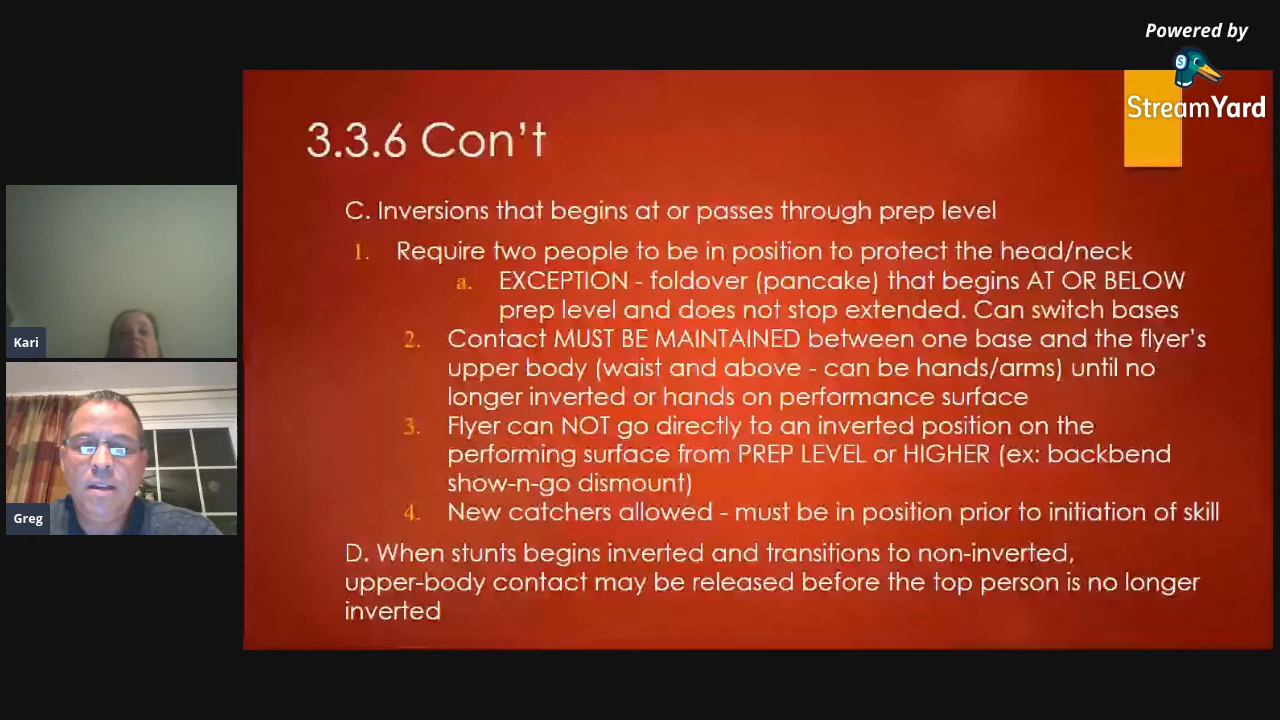 Powered by
StreamYard
3.3.6 Con't
C. Inversions that begins at or passes through prep level
1. Require two people to be in position to protect the head/neck
a. EXCEPTION - foldover (pancake) that begins AT OR BELOW
prep level and does not stop extended. Can switch bases
2. Contact MUST BE MAINTAINED between one base and the flyer's
upper body (waist and above - can be hands/arms) until no
longer inverted or hands on performance surface
3. Flyer can NOT go directly to an inverted position on the
performing surface from PREP LEVEL or HIGHER (ex: backbend
show-n-go dismount)
4. New catchers allowed - must be in position prior to initiation of skill
D. When stunts begins inverted and transitions to non-inverted,
upper-body contact may be released before the top person is no longer
inverted
Kari
Greg